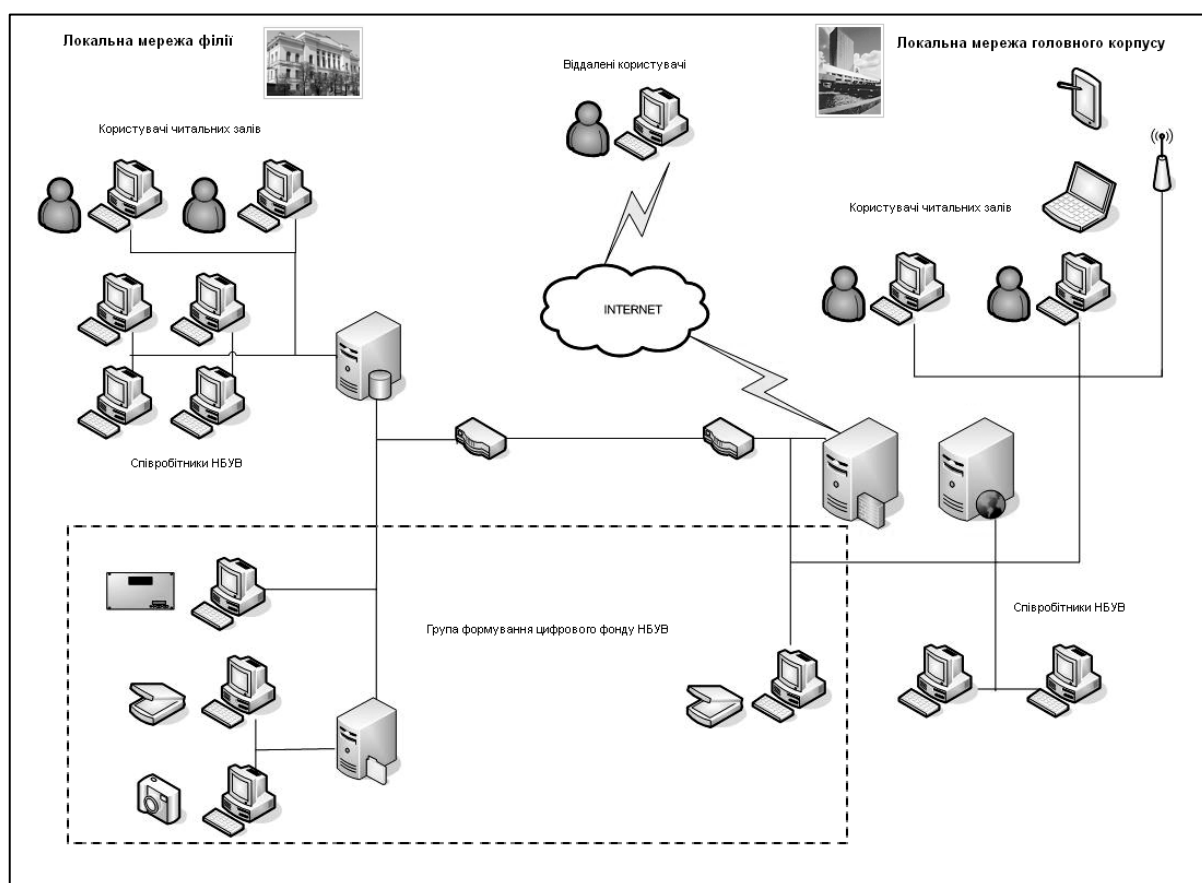 Локальна мережа філії
Локальна мережа головного корпусу
Віддалені користувачі
Користувачі читальних залів
Користувачі читальних залів
INTERNET
Співробітники НБУВ
Співробітники НБУВ
Група формування цифрового фонду НБУВ